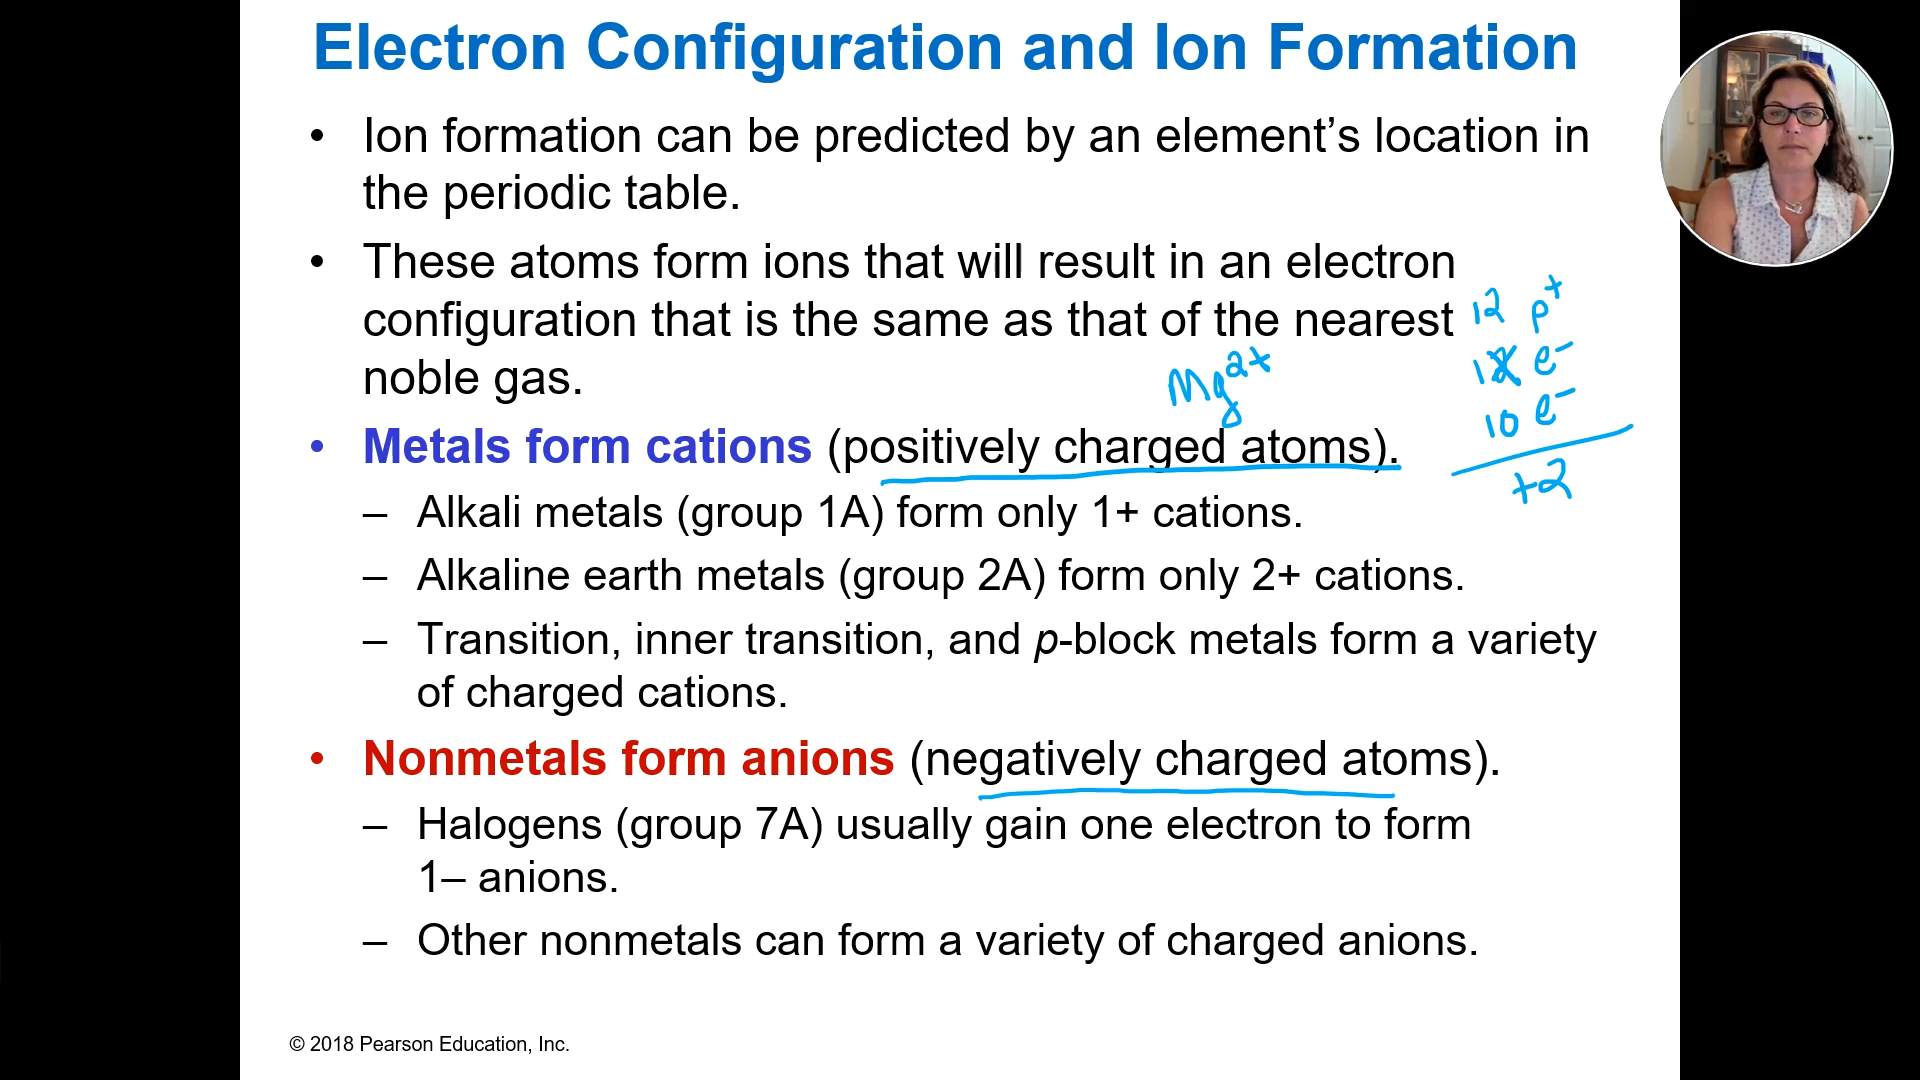 Electron Configuration and Ion Formation
• Ion formation can be predicted by an element’s location in
the periodic table.
• These atoms form ions that will result in an electron
configuration that is the same as that of the nearest
noble gas.
12 p⁺
12 e⁻
10 e⁻
+2
Mg²⁺
• Metals form cations (positively charged atoms).
– Alkali metals (group 1A) form only 1+ cations.
– Alkaline earth metals (group 2A) form only 2+ cations.
– Transition, inner transition, and p-block metals form a variety
of charged cations.
• Nonmetals form anions (negatively charged atoms).
– Halogens (group 7A) usually gain one electron to form
1– anions.
– Other nonmetals can form a variety of charged anions.
© 2018 Pearson Education, Inc.